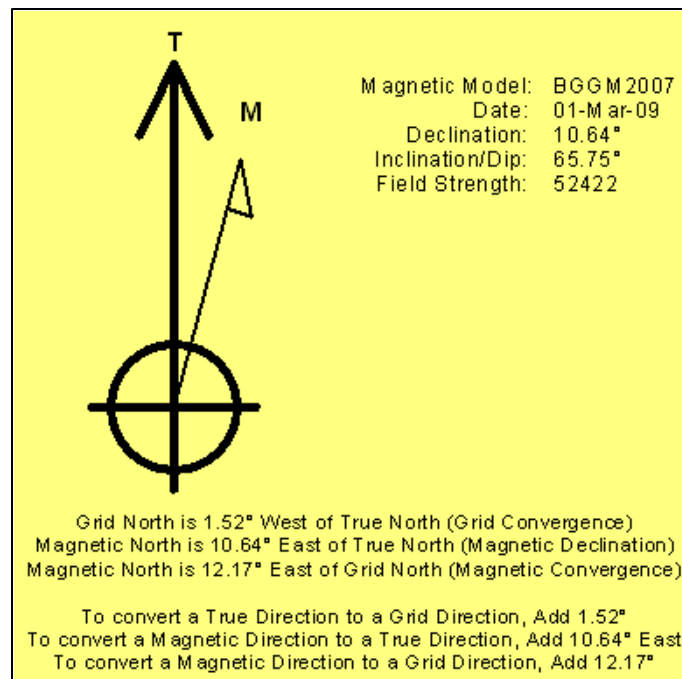 T
M
Magnetic Model: BGGM2007
Date: 01-Mar-09
Declination: 10.64°
Inclination/Dip: 65.75°
Field Strength: 52422
Grid North is 1.52° West of True North (Grid Convergence)
Magnetic North is 10.64° East of True North (Magnetic Declination)
Magnetic North is 12.17° East of Grid North (Magnetic Convergence)
To convert a True Direction to a Grid Direction, Add 1.52°
To convert a Magnetic Direction to a True Direction, Add 10.64° East
To convert a Magnetic Direction to a Grid Direction, Add 12.17°